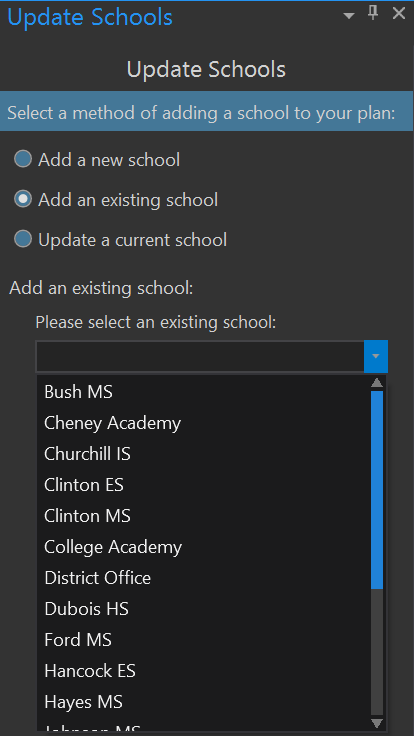 Update Schools
Update Schools
Select a method of adding a school to your plan:
Add a new school
Add an existing school
Update a current school
Add an existing school:
Please select an existing school:
Bush MS
Cheney Academy
Churchill IS
Clinton ES
Clinton MS
College Academy
District Office
Dubois HS
Ford MS
Hancock ES
Hayes MS
Johnson MS